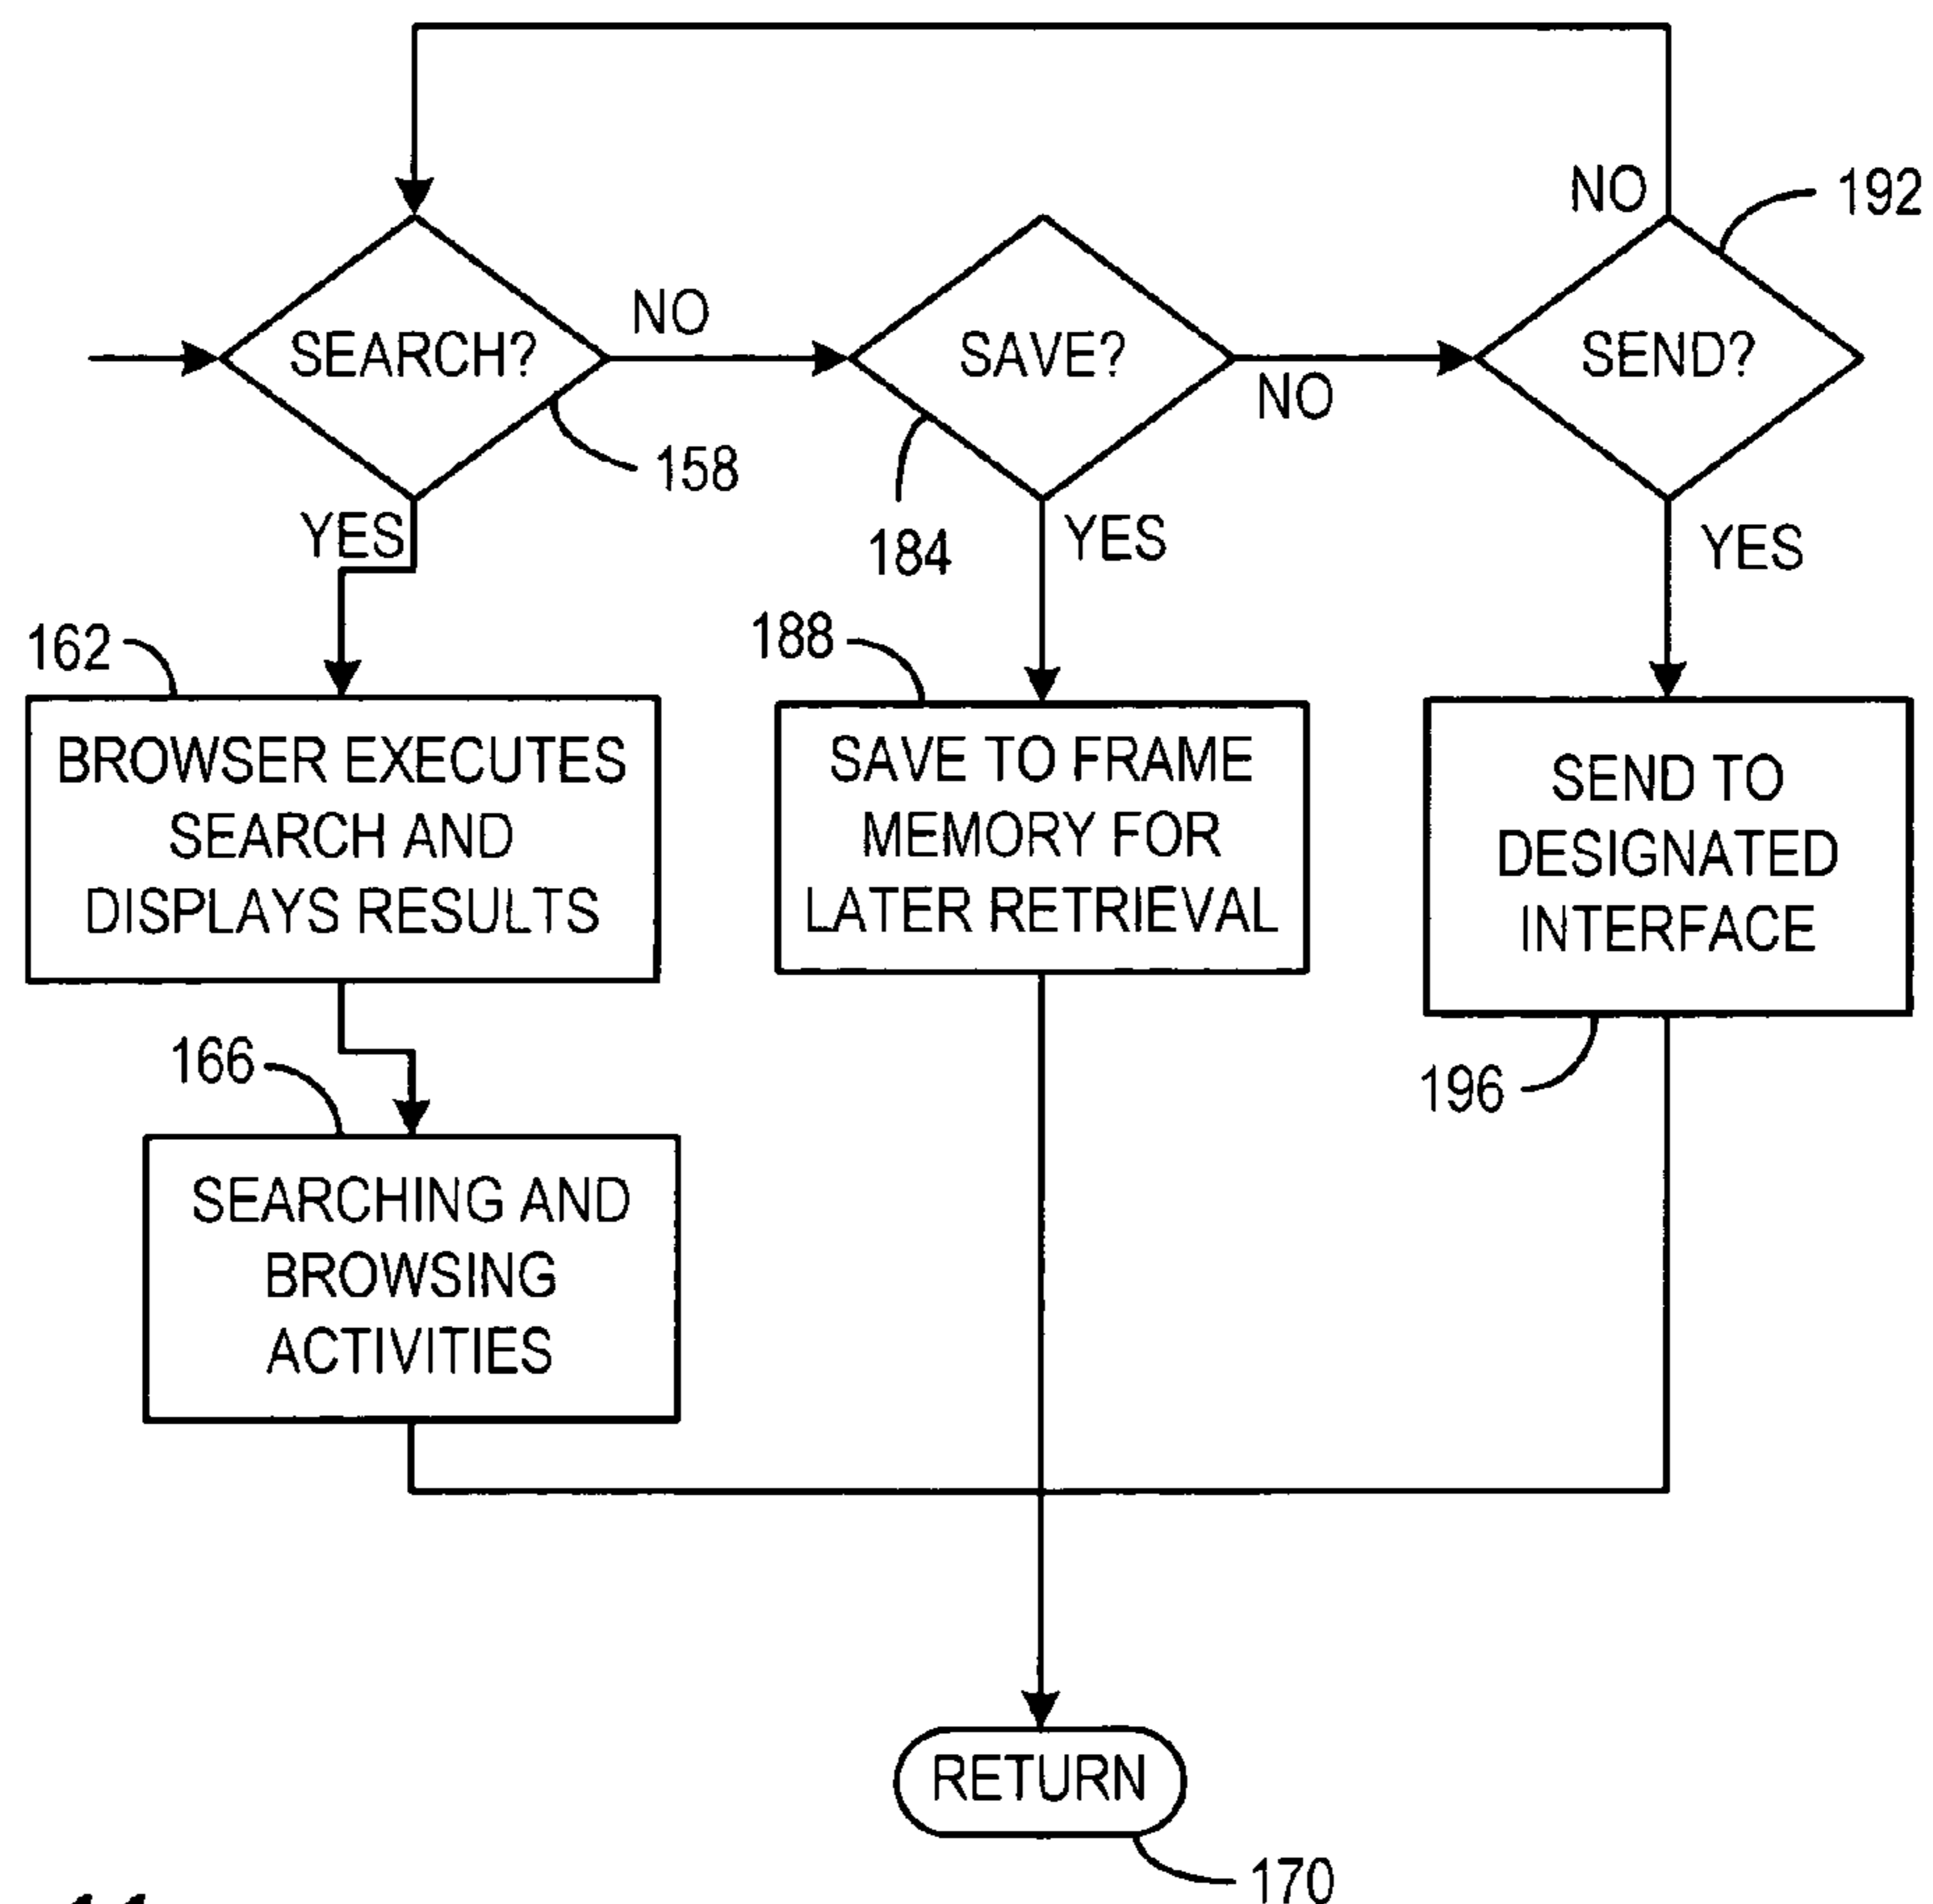 NO
192
SEARCH?
NO
SAVE?
NO
SEND?
158
YES
184
YES
YES
162
188
BROWSER EXECUTES
SEARCH AND
DISPLAYS RESULTS
SAVE TO FRAME
MEMORY FOR
LATER RETRIEVAL
SEND TO
DESIGNATED
INTERFACE
166
196
SEARCHING AND
BROWSING
ACTIVITIES
RETURN
170